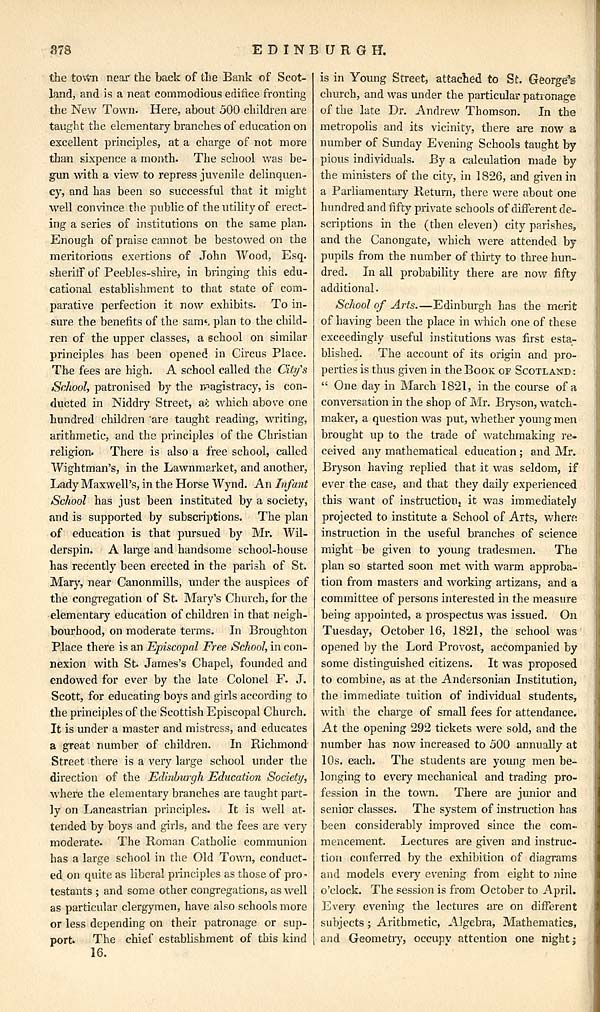 378
EDINBURGH.
the town near the back of the Bank of Scot-
land, and is a neat commodious edifice fronting
the New Town. Here, about 500 children are
taught the elementary branches of education on
excellent principles, at a charge of not more
than sixpence a month. The school was be-
gun with a view to repress juvenile delinquen-
cy, and has been so successful that it might
well convince the public of the utility of erect-
ing a series of institutions on the same plan.
Enough of praise cannot be bestowed on the
meritorious exertions of John Wood, Esq.
sheriff of Peebles-shire, in bringing this edu-
cational establishment to that state of com-
parative perfection it now exhibits. To in-
sure the benefits of the same plan to the child-
ren of the upper classes, a school on similar
principles has been opened in Circus Place.
The fees are high. A school called the City's
School, patronised by the magistracy, is con-
ducted in Niddry Street, at which above one
hundred children are taught reading, writing,
arithmetic, and the principles of the Christian
religion. There is also a free school, called
Wightman's, in the Lawnmarket, and another,
Lady Maxwell's, in the Horse Wynd. An Infant
School has just been instituted by a society,
and is supported by subscriptions. The plan
of education is that pursued by Mr. Wil-
derspin. A large and handsome school-house
has recently been erected in the parish of St.
Mary, near Canonmills, under the auspices of
the congregation of St. Mary's Church, for the
elementary education of children in that neigh-
bourhood, on moderate terms. In Broughton
Place there is an Episcopal Free School, in con-
nexion with St. James's Chapel, founded and
endowed for ever by the late Colonel F. J.
Scott, for educating boys and girls according to
the principles of the Scottish Episcopal Church.
It is under a master and mistress, and educates
a great number of children. In Richmond
Street there is a very large school under the
direction of the Edinburgh Education Society,
where the elementary branches are taught part-
ly on Lancastrian principles. It is well at-
tended by boys and girls, and the fees are very
moderate. The Roman Catholic communion
has a large school in the Old Town, conduct-
ed on quite as liberal principles as those of pro-
testants; and some other congregations, as well
as particular clergymen, have also schools more
or less depending on their patronage or sup-
port. The chief establishment of this kind
16.
is in Young Street, attached to St. George's
church, and was under the particular patronage
of the late Dr. Andrew Thomson. In the
metropolis and its vicinity, there are now a
number of Sunday Evening Schools taught by
pious individuals. By a calculation made by
the ministers of the city, in 1826, and given in
a Parliamentary Return, there were about one
hundred and fifty private schools of different de-
scriptions in the (then eleven) city parishes,
and the Canongate, which were attended by
pupils from the number of thirty to three hun-
dred. In all probability there are now fifty
additional.
School of Arts.—Edinburgh has the merit
of having been the place in which one of these
exceedingly useful institutions was first esta-
blished. The account of its origin and pro-
perties is thus given in the BOOK OF SCOTLAND:
" One day in March 1821, in the course of a
conversation in the shop of Mr. Bryson, watch-
maker, a question was put, whether young men
brought up to the trade of watchmaking re-
ceived any mathematical education; and Mr.
Bryson having replied that it was seldom, if
ever the case, and that they daily experienced
this want of instruction, it was immediately
projected to institute a School of Arts, where
instruction in the useful branches of science
might be given to young tradesmen. The
plan so started soon met with warm approba-
tion from masters and working artizans, and a
committee of persons interested in the measure
being appointed, a prospectus was issued. On
Tuesday, October 16, 1821, the school was
opened by the Lord Provost, accompanied by
some distinguished citizens. It was proposed
to combine, as at the Andersonian Institution,
the immediate tuition of individual students,
with the charge of small fees for attendance.
At the opening 292 tickets were sold, and the
number has now increased to 500 annually at
10s. each. The students are young men be-
longing to every mechanical and trading pro-
fession in the town. There are junior and
senior classes. The system of instruction has
been considerably improved since the com-
mencement. Lectures are given and instruc-
tion conferred by the exhibition of diagrams
and models every evening from eight to nine
o'clock. The session is from October to April.
Every evening the lectures are on different
subjects; Arithmetic, Algebra, Mathematics,
and Geometry, occupy attention one night;